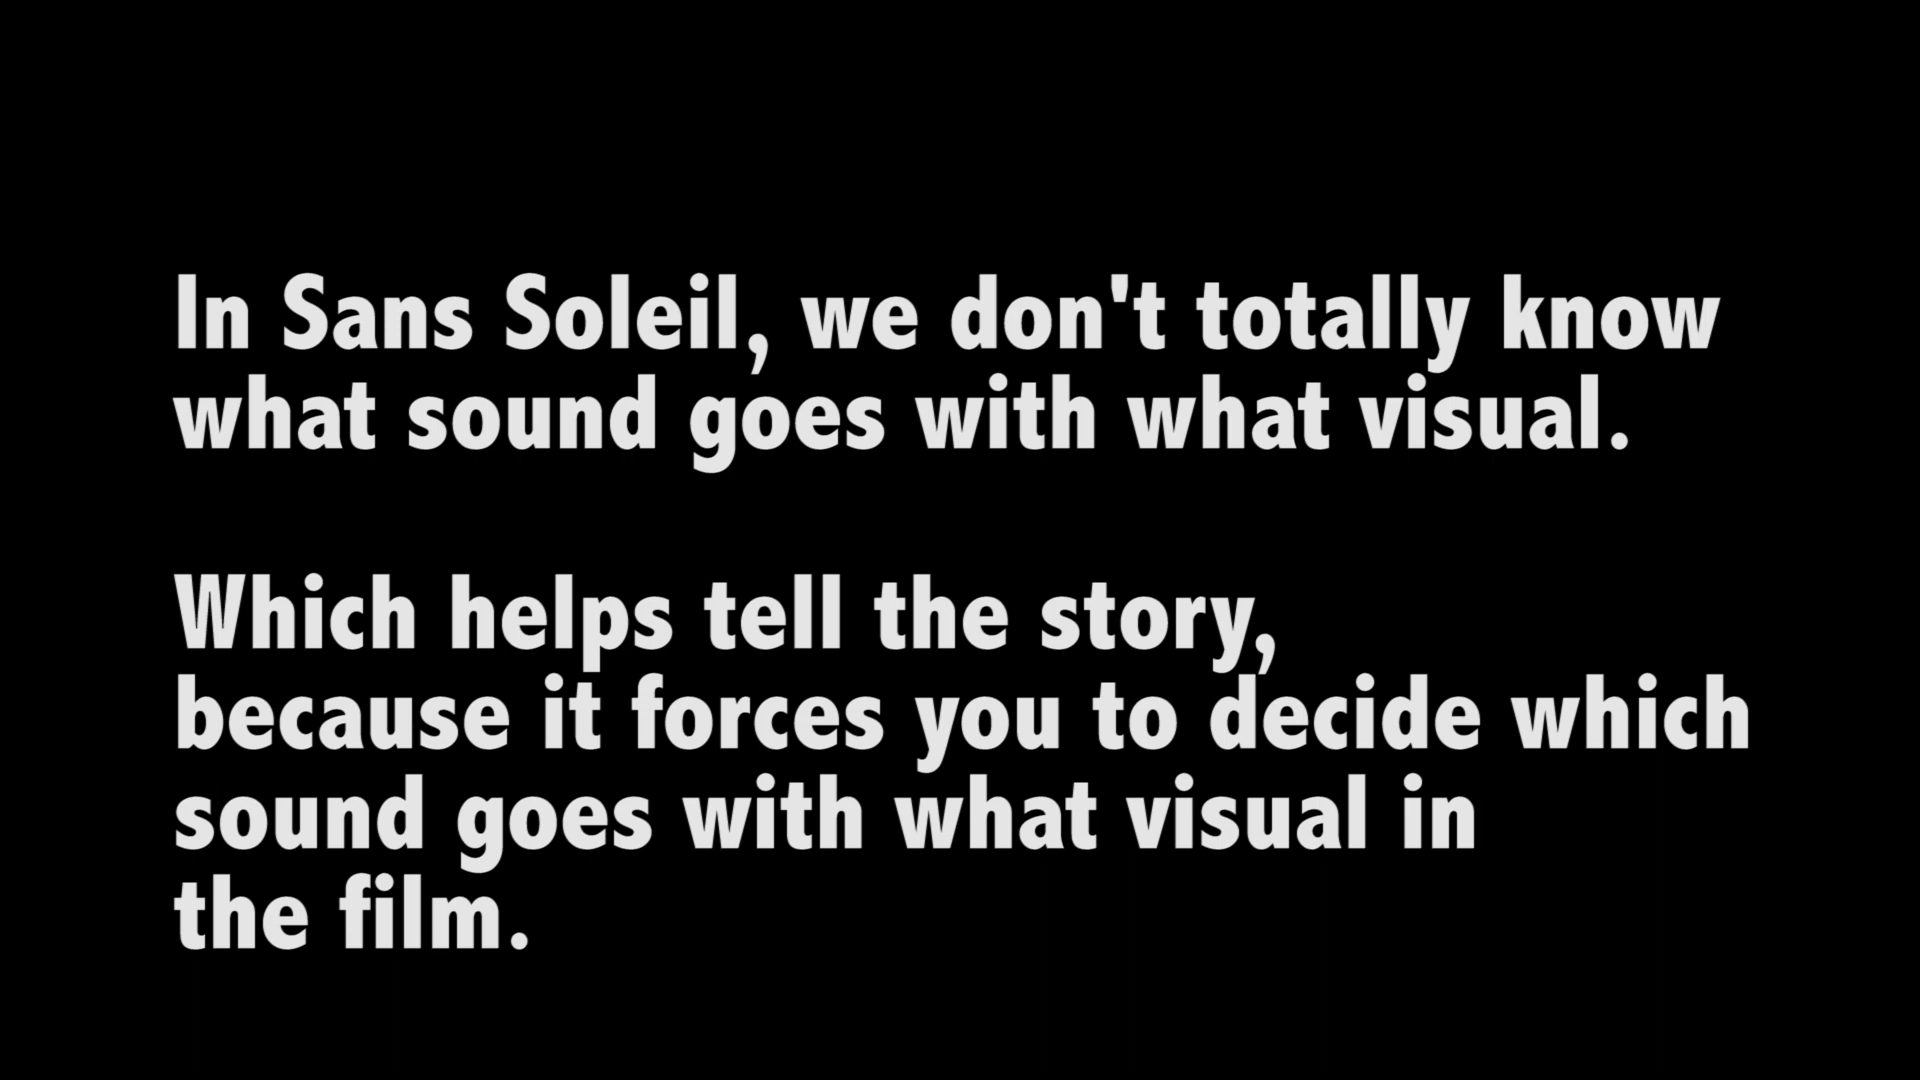 In Sans Soleil, we don't totally know
what sound goes with what visual.
Which helps tell the story,
because it forces you to decide which
sound goes with what visual in
the film.